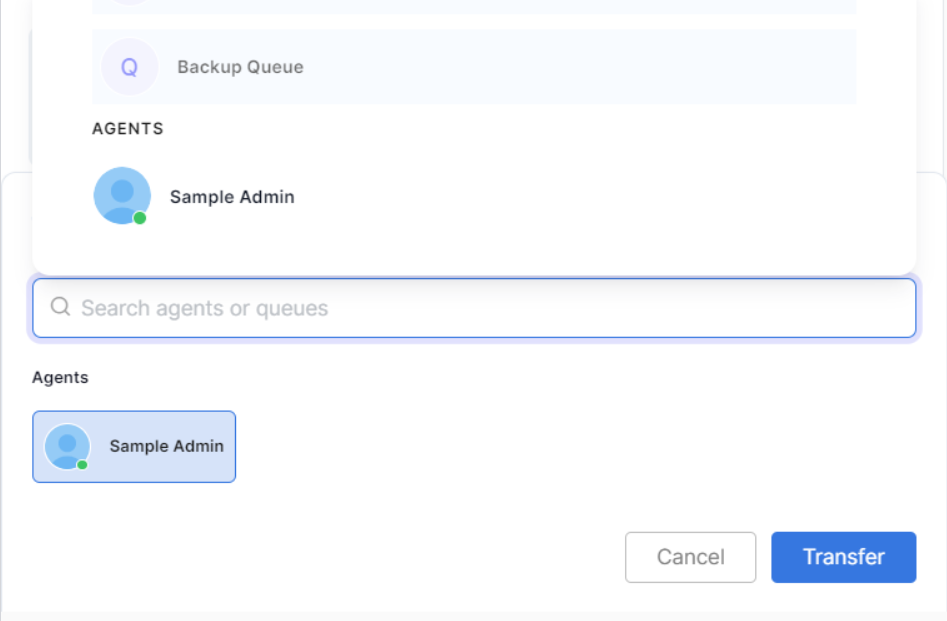 Q Backup Queue
AGENTS
Sample Admin
Search agents or queues
Agents
Sample Admin
Cancel Transfer